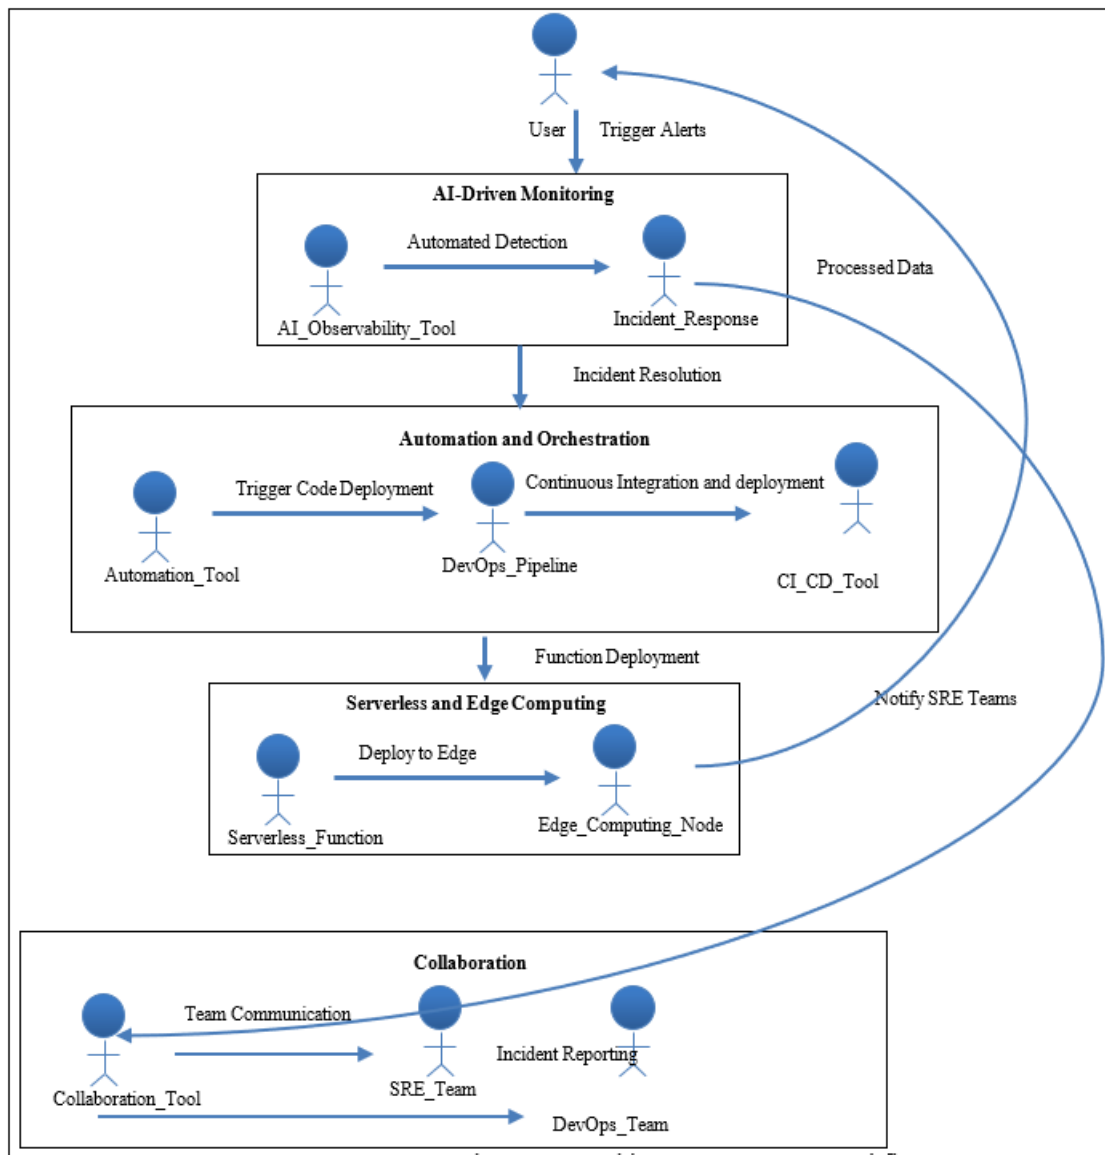 User
Trigger Alerts
AI-Driven Monitoring
Automated Detection
Processed Data
AI_Observability_Tool
Incident_Response
Incident Resolution
Automation and Orchestration
Trigger Code Deployment
Continuous Integration and deployment
Automation_Tool
DevOps_Pipeline
CI_CD_Tool
Function Deployment
Serverless and Edge Computing
Notify SRE Teams
Deploy to Edge
Serverless_Function
Edge_Computing_Node
Collaboration
Team Communication
Incident Reporting
Collaboration_Tool
SRE_Team
DevOps_Team